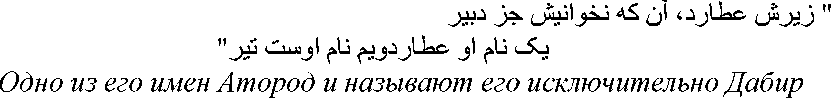 " زیرش عطارد، آن که نخوانیش جز دبیر
یک نام او عطاردویم نام اوست تیر"
Одно из его имен Атород и называют его исключительно Дабир